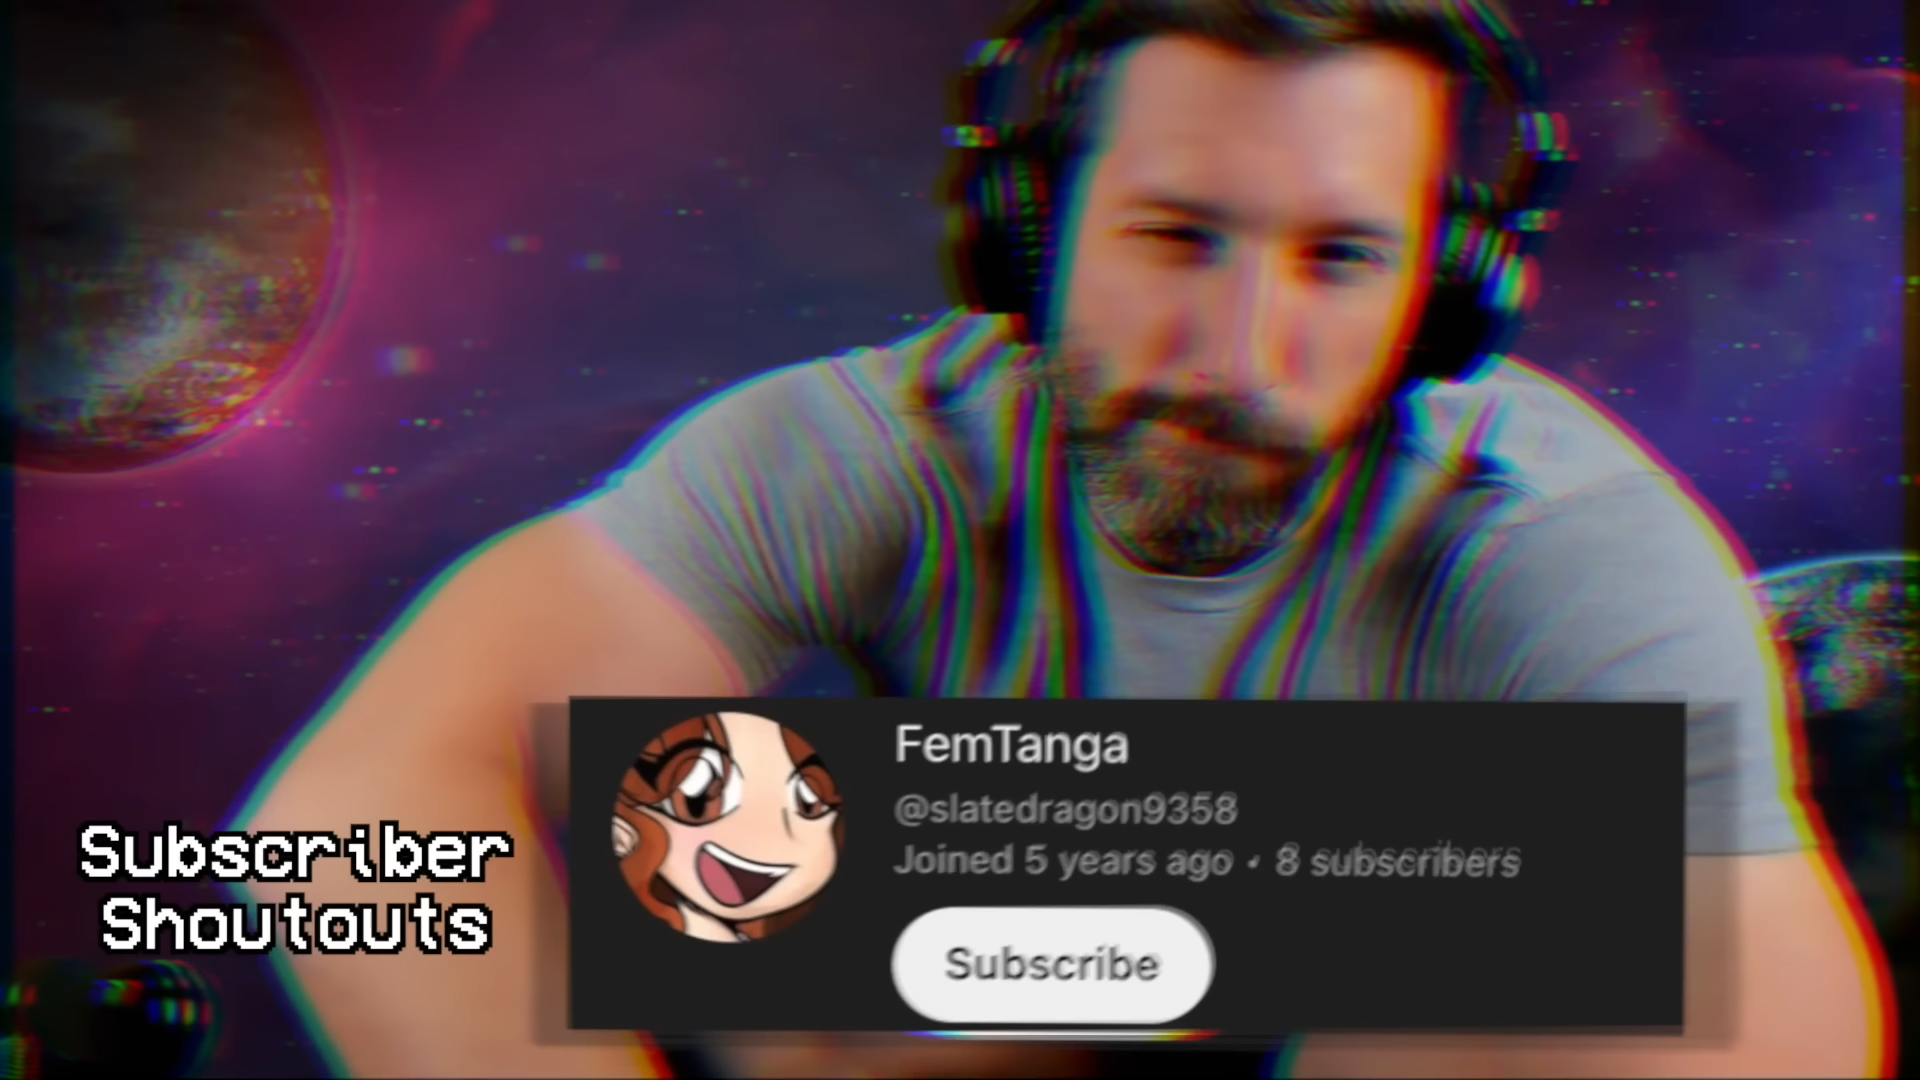 FemTanga
@slatedragon9358
Joined 5 years ago • 8 subscribers
Subscribe
Subscriber
Shoutouts